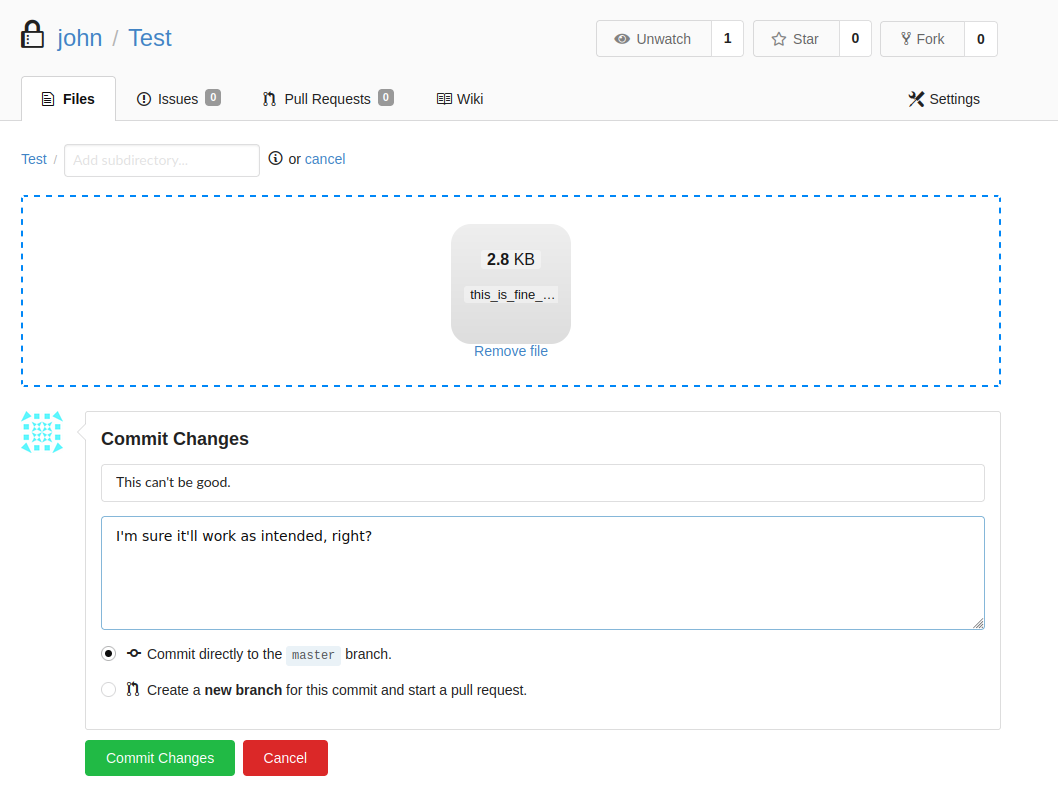 john / Test
Unwatch 1 Star 0 Fork 0
Files Issues 0 Pull Requests 0 Wiki Settings
Test / Add subdirectory... or cancel
2.8 KB
this_is_fine_...
Remove file
Commit Changes
This can't be good.
I'm sure it'll work as intended, right?
Commit directly to the master branch.
Create a new branch for this commit and start a pull request.
Commit Changes Cancel